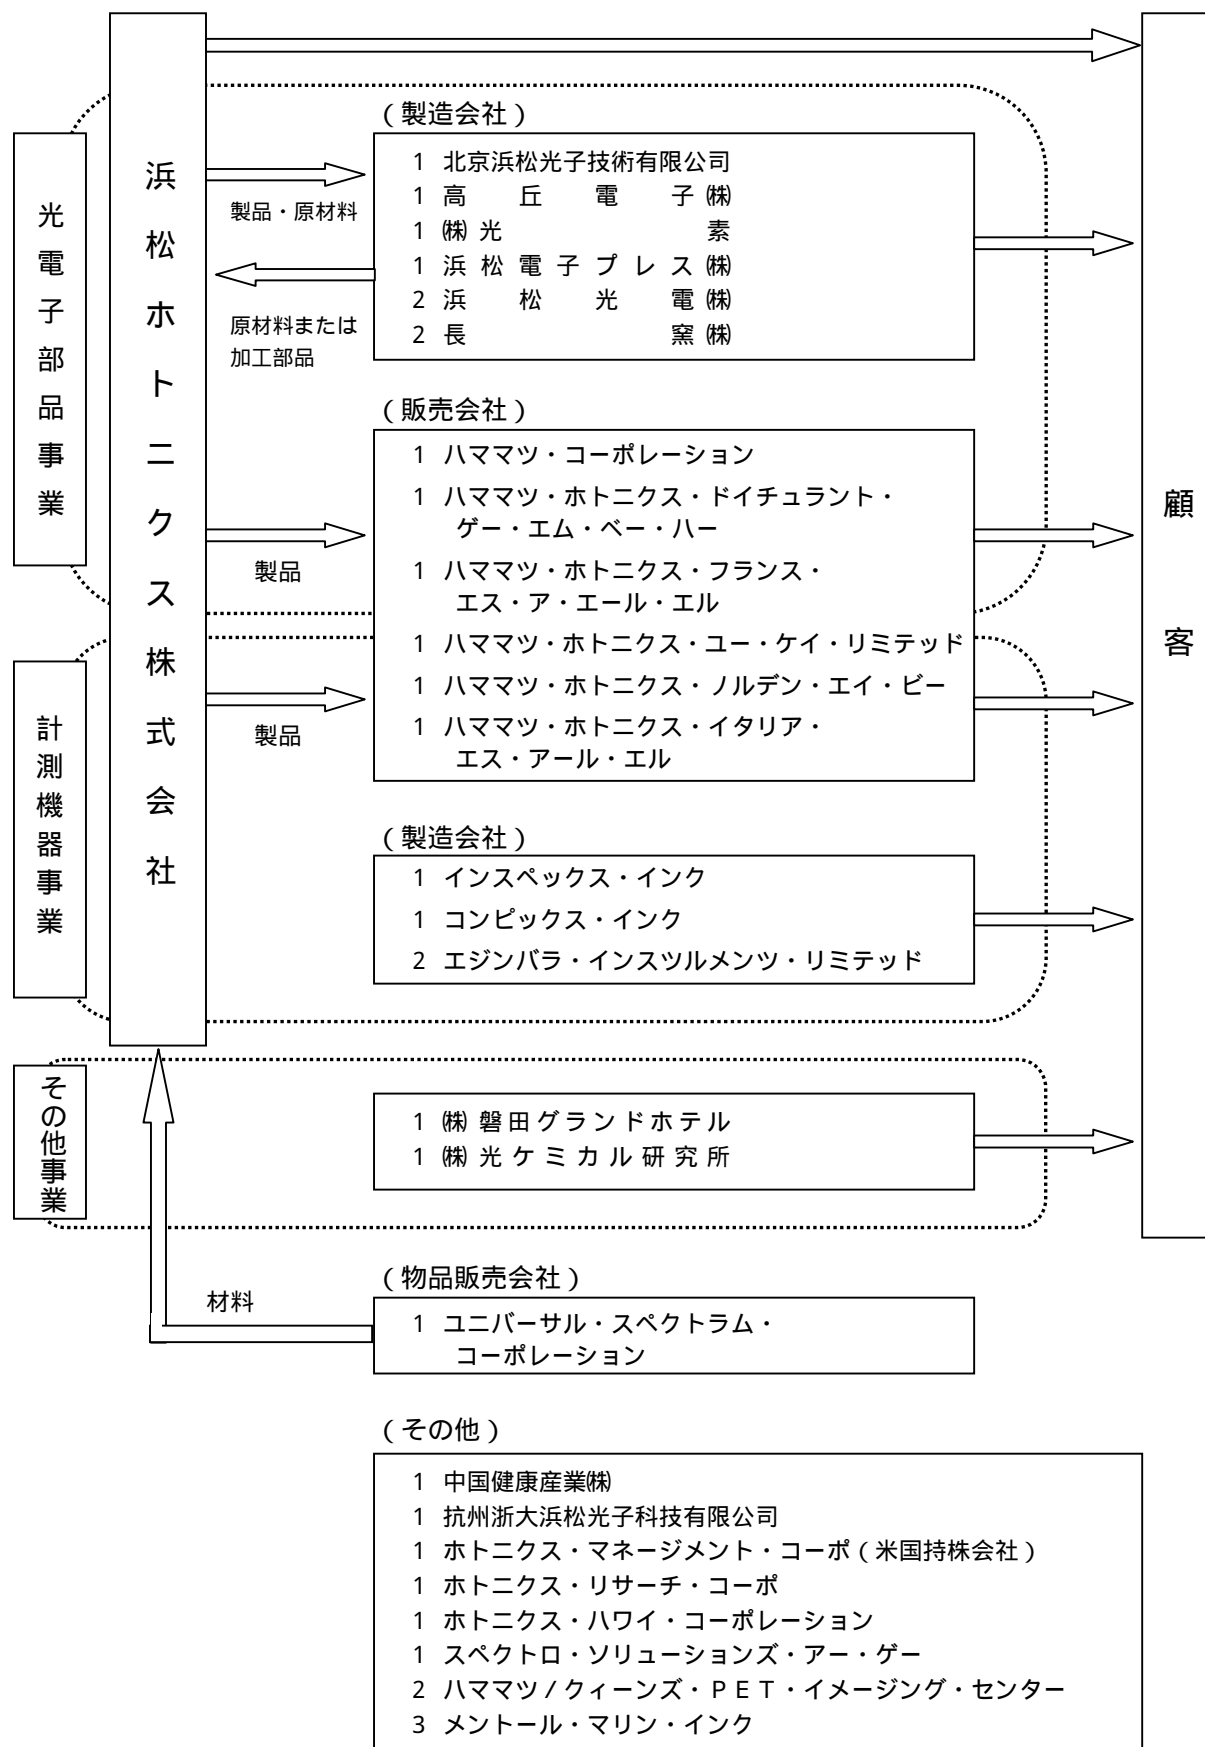 浜松ホトニクス株式会社
顧客
光電子部品事業
(製造会社)
1 北京浜松光子技術有限公司
1 高丘電子㈱
1 ㈱光素
1 浜松電子プレス㈱
2 浜松光電㈱
2 長窯㈱
製品・原材料
原材料または
加工部品
(販売会社)
1 ハママツ・コーポレーション
1 ハママツ・ホトニクス・ドイチュラント・
ゲー・エム・ベー・ハー
1 ハママツ・ホトニクス・フランス・
エス・ア・エール・エル
1 ハママツ・ホトニクス・ユー・ケイ・リミテッド
1 ハママツ・ホトニクス・ノルデン・エイ・ビー
1 ハママツ・ホトニクス・イタリア・
エス・アール・エル
製品
製品
計測機器事業
(製造会社)
1 インスペックス・インク
1 コンピックス・インク
2 エジンバラ・インスツルメンツ・リミテッド
その他事業
1 ㈱磐田グランドホテル
1 ㈱光ケミカル研究所
(物品販売会社)
材料
1 ユニバーサル・スペクトラム・
コーポレーション
(その他)
1 中国健康産業㈱
1 抗州浙大浜松光子科技有限公司
1 ホトニクス・マネージメント・コーポ(米国持株会社)
1 ホトニクス・リサーチ・コーポ
1 ホトニクス・ハワイ・コーポレーション
1 スペクトロ・ソリューションズ・アー・ゲー
2 ハママツ/クィーンズ・PET・イメージング・センター
3 メントール・マリン・インク